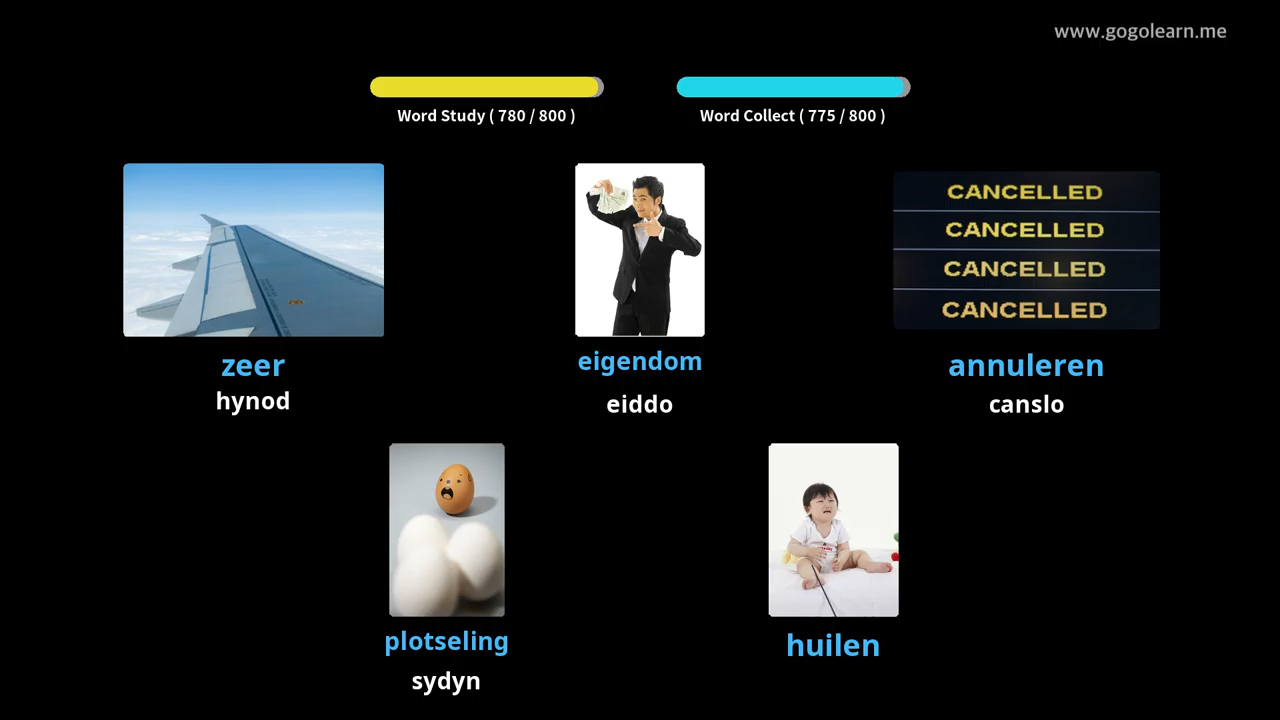 www.gogolearn.me
Word Study ( 780 / 800 )
Word Collect ( 775 / 800 )
CANCELLED
CANCELLED
CANCELLED
CANCELLED
zeer
hynod
eigendom
eiddo
annuleren
canslo
plotseling
sydyn
huilen